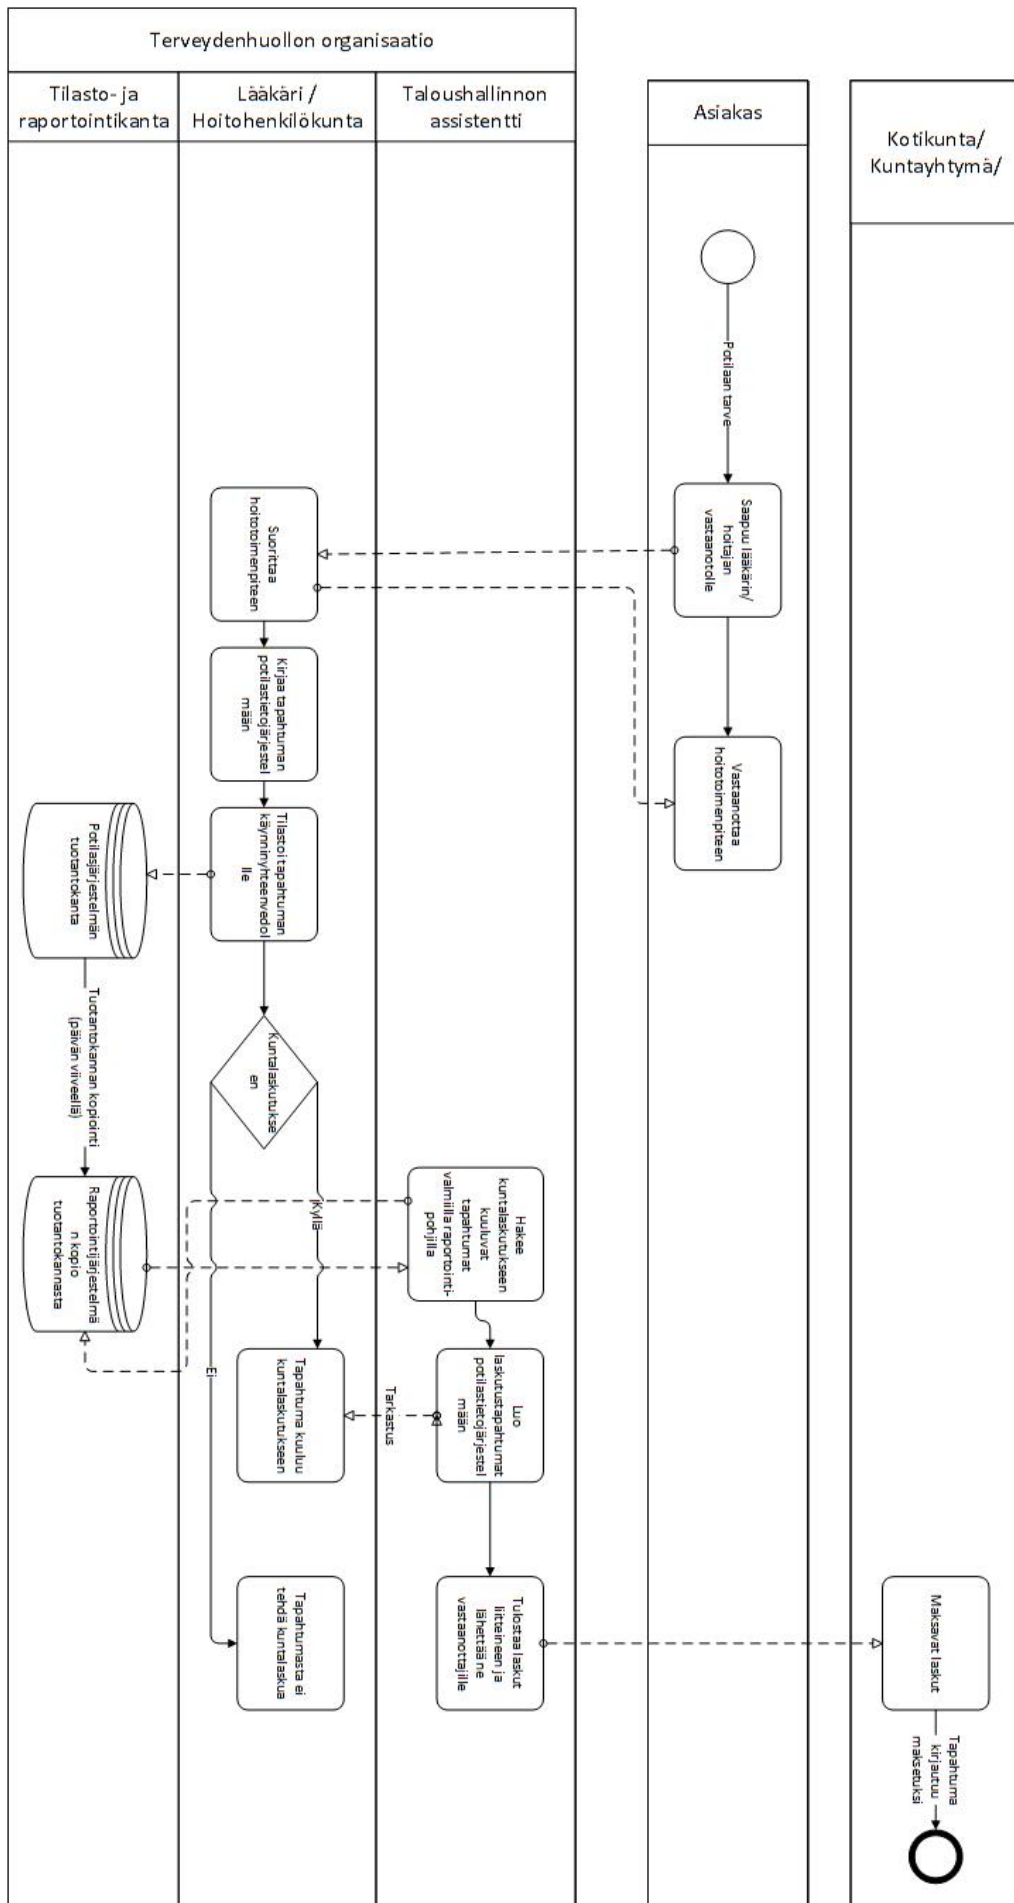 Terveydenhuollon organisaatio
Tilasto- ja
raportointikanta
Lääkäri /
Hoitohenkilökunta
Taloushallinnon
assistentti
Asiakas
Kotikunta/
Kuntayhtymä/
Potilaan tarve
Saapuu lääkärin/
hoitajan
vastaanotolle
Vastaanottaa
hoitotoimenpiteen
Suorittaa
hoitotoimenpiteen
Kirjaa tapahtuman
potilastietojärjestel
mään
Tilastoi tapahtuman
käynninyhteenvedol
lle
Potilasjärjestelmän
tuotantokanta
Tuotantokannan kopiointi
(päivän viiveellä)
Raportointijärjestelmä
n kopio
tuotantokannasta
Kuntalaskutukse
en
Kyllä
Ei
Hakee
kuntalaskutukseen
kuuluvat
tapahtumat
valmiilla raportointi-
pohjilla
Luo
laskutustapahtumat
potilastietojärjestel
mään
Tarkastus
Tapahtuma kuuluu
kuntalaskutukseen
Tapahtumasta ei
tehdä kuntalaskua
Tulostaa laskut
liitteineen ja
lähettää ne
vastaanottajille
Maksavat laskut
Tapahtuma
kirjautuu
maksetuksi